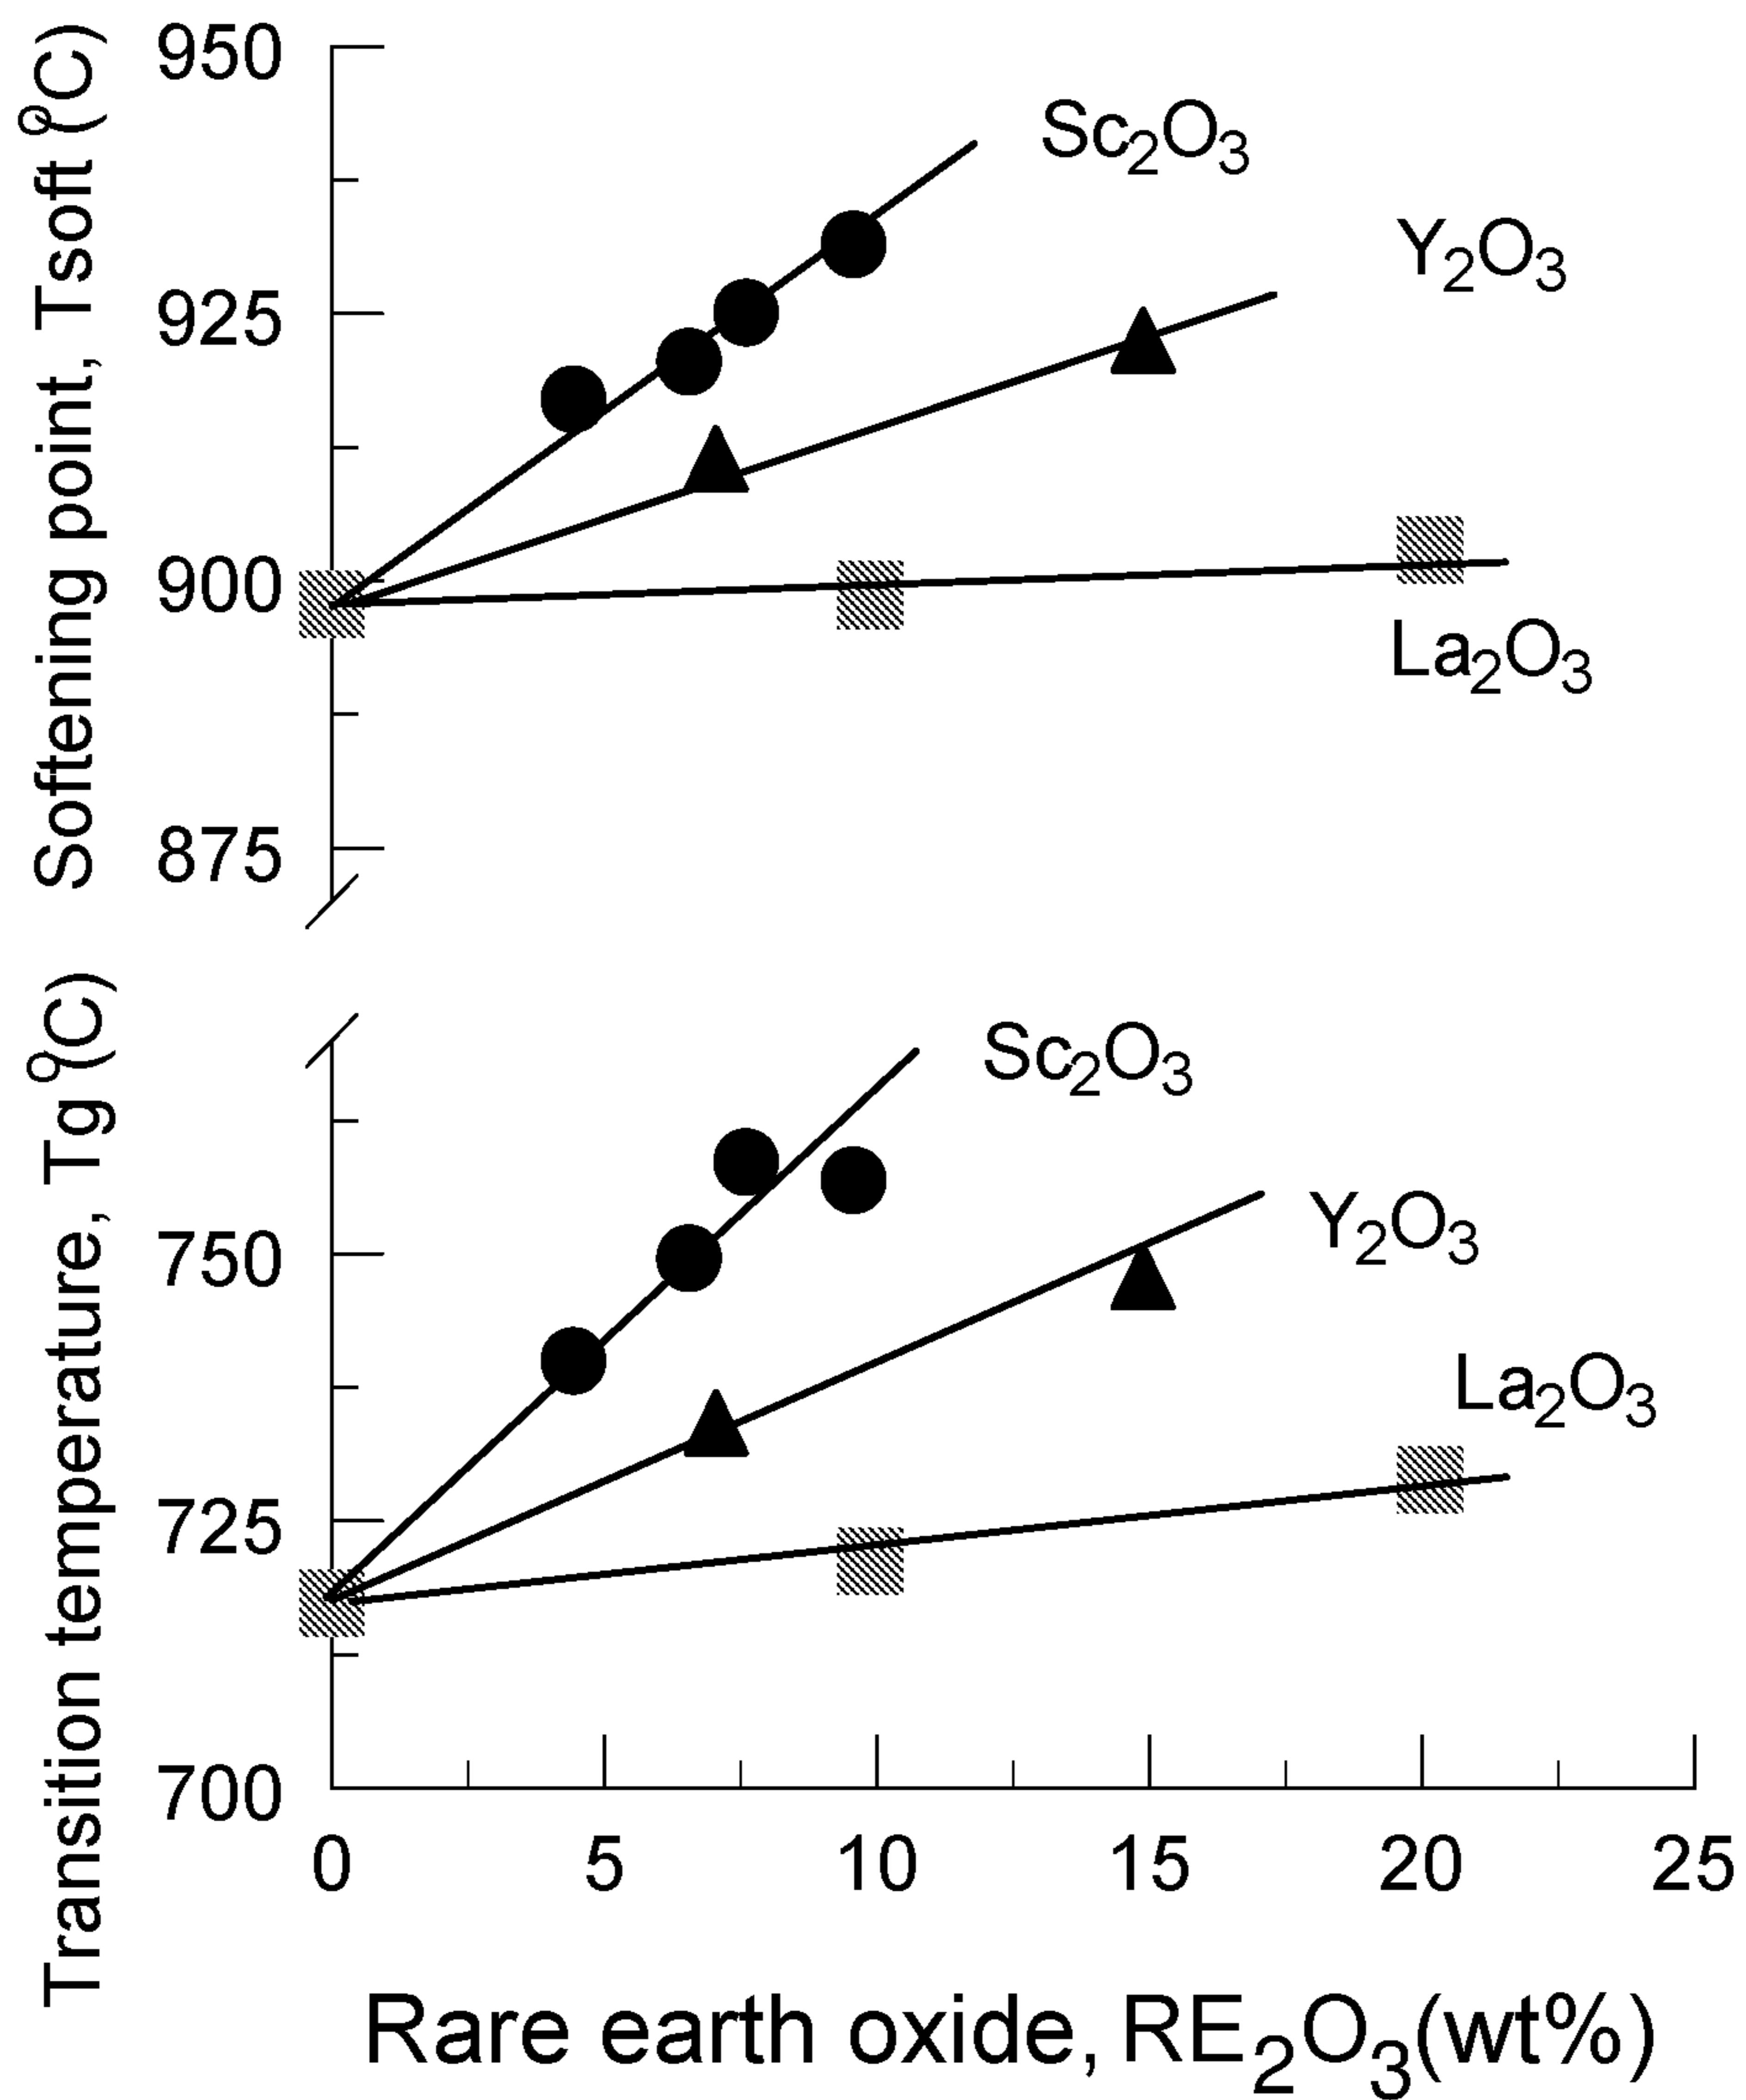 Softening point, Tsoft (°C)
950
925
900
875
Sc₂O₃
Y₂O₃
La₂O₃
Transition temperature, Tg (°C)
750
725
700
Sc₂O₃
Y₂O₃
La₂O₃
0 5 10 15 20 25
Rare earth oxide, RE₂O₃(wt%)